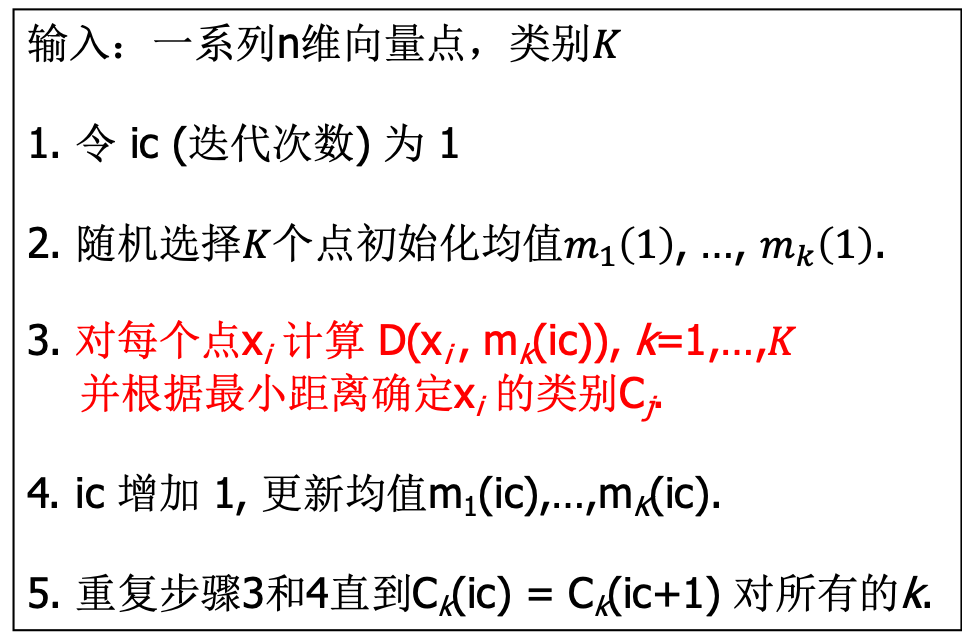 输入：一系列n维向量点，类别K
1. 令 ic (迭代次数) 为 1
2. 随机选择K个点初始化均值m₁(1), …, mₖ(1).
3. 对每个点xᵢ 计算 D(xᵢ, mₖ(ic)), k=1,…,K
并根据最小距离确定xᵢ 的类别Cⱼ.
4. ic 增加 1, 更新均值m₁(ic),…,mₖ(ic).
5. 重复步骤3和4直到Cₖ(ic) = Cₖ(ic+1) 对所有的k.